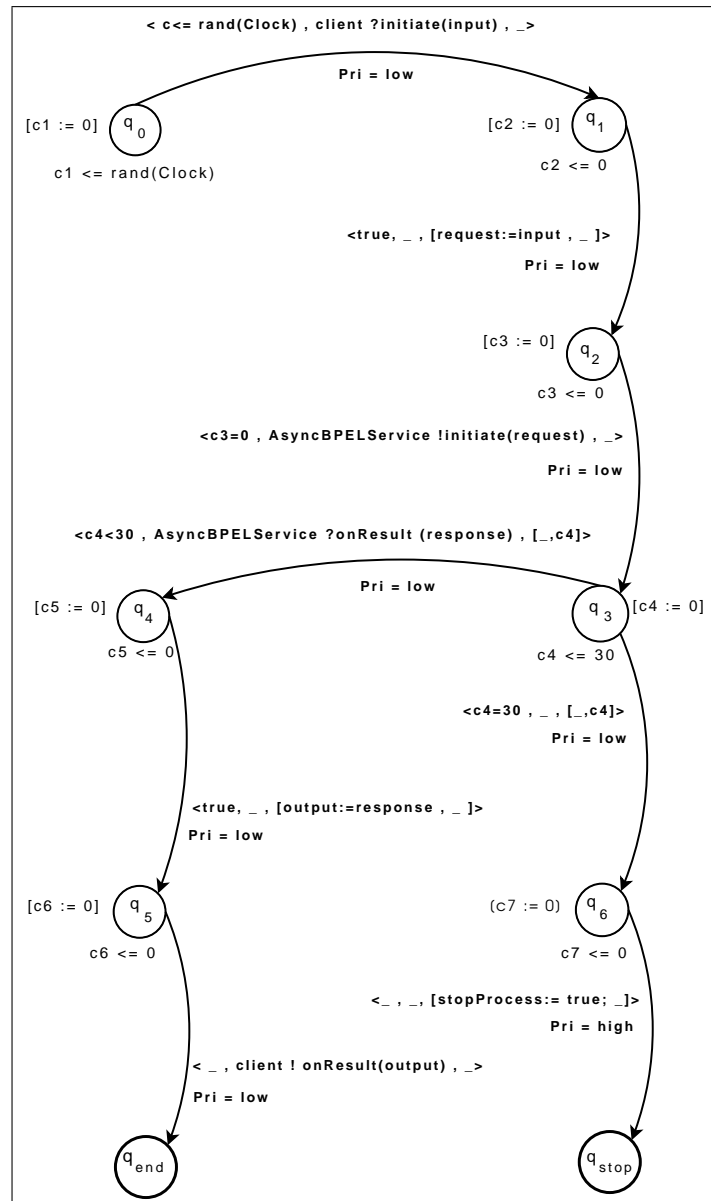 < c<= rand(Clock) , client ?initiate(input) , _>
Pri = low
[c1 := 0] q0
c1 <= rand(Clock)
[c2 := 0] q1
c2 <= 0
<true, _ , [request:=input , _ ]>
Pri = low
[c3 := 0] q2
c3 <= 0
<c3=0 , AsyncBPELService !initiate(request) , _>
Pri = low
<c4<30 , AsyncBPELService ?onResult (response) , [_,c4]>
Pri = low
[c5 := 0] q4
c5 <= 0
q3 [c4 := 0]
c4 <= 30
<c4=30 , _ , [_,c4]>
Pri = low
<true, _ , [output:=response , _ ]>
Pri = low
[c6 := 0] q5
c6 <= 0
[c7 := 0] q6
c7 <= 0
<_ , _, [stopProcess:= true; _]>
Pri = high
< _ , client ! onResult(output) , _>
Pri = low
qend
qstop